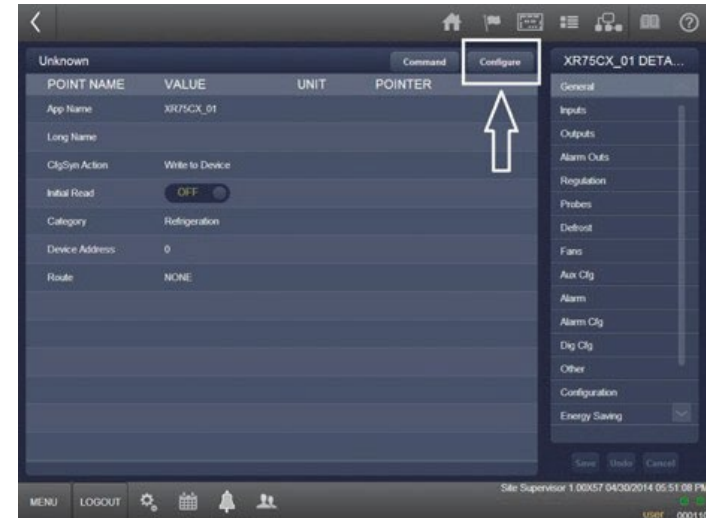 Unknown
Command
Configure
XR75CX_01 DETA...
POINT NAME VALUE UNIT POINTER
General
App Name XR75CX_01
Inputs
Long Name
Outputs
CfgSyn Action Write to Device
Alarm Outs
Initial Read OFF
Regulation
Category Refrigeration
Probes
Device Address 0
Defrost
Route NONE
Fans
Aux Cfg
Alarm
Alarm Cfg
Dig Cfg
Other
Configuration
Energy Saving
Save Undo Cancel
MENU LOGOUT
Site Supervisor 1.00X57 04/30/2014 05:51:08 PM
user 000110